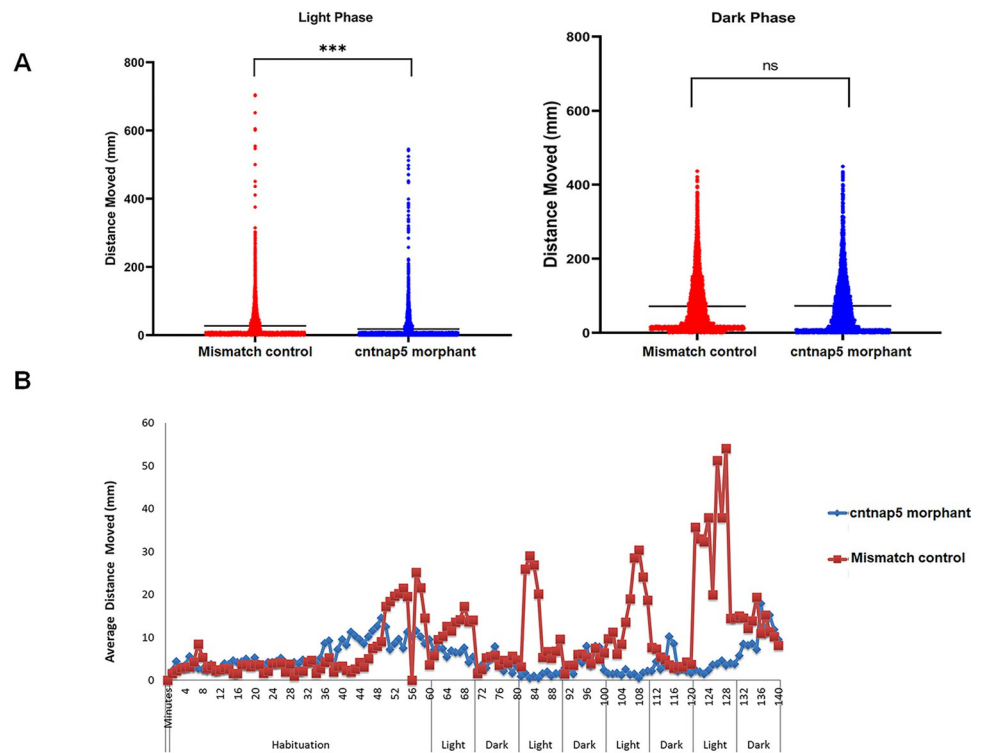 Light Phase
Dark Phase
A
***
ns
800
600
400
200
0
Distance Moved (mm)
Mismatch control
cntnap5 morphant
800
600
400
200
0
Distance Moved (mm)
Mismatch control
cntnap5 morphant
B
60
50
40
30
20
10
0
Average Distance Moved (mm)
cntnap5 morphant
Mismatch control
Minutes 4 8 12 16 20 24 28 32 36 40 44 48 52 56 60 64 68 72 76 80 84 88 92 96 100 104 108 112 116 120 124 128 132 136 140
Habituation Light Dark Light Dark Light Dark Light Dark